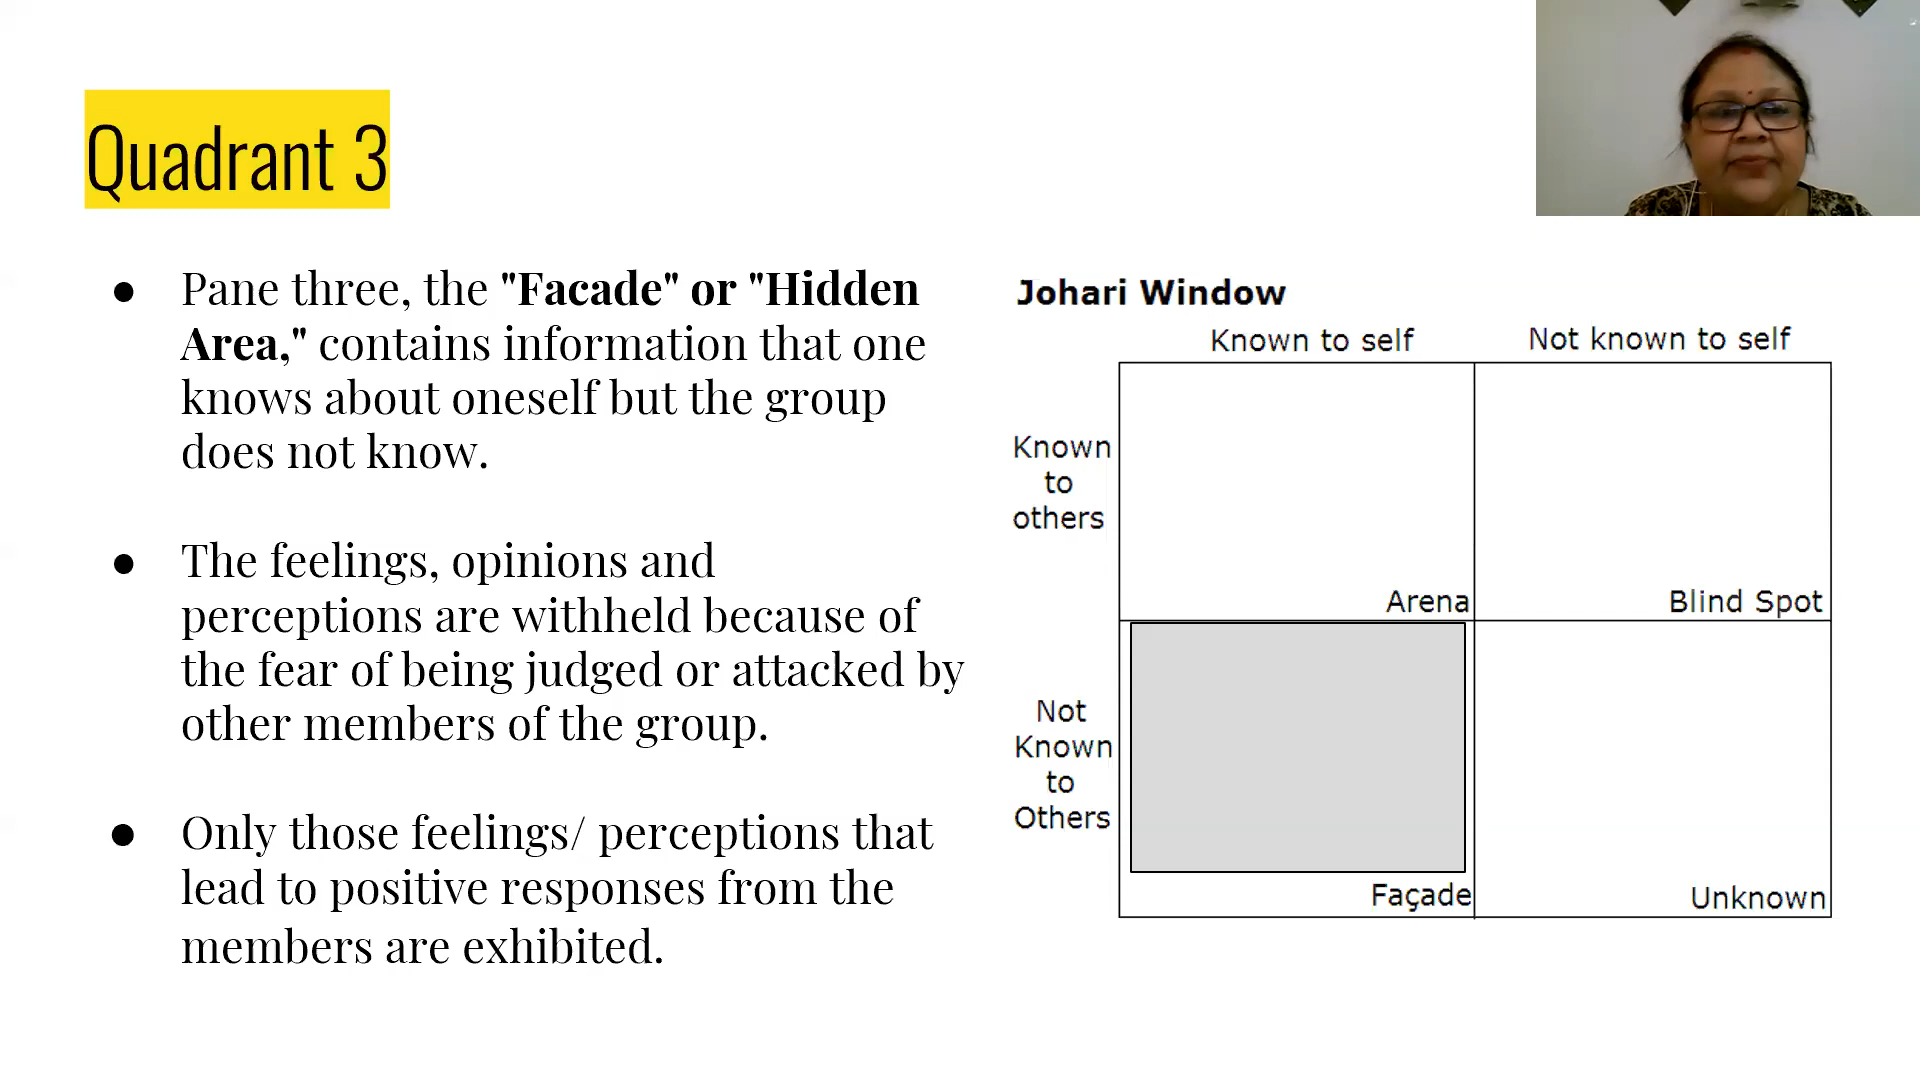 Quadrant 3
● Pane three, the "Facade" or "Hidden
Area," contains information that one
knows about oneself but the group
does not know.
● The feelings, opinions and
perceptions are withheld because of
the fear of being judged or attacked by
other members of the group.
● Only those feelings/ perceptions that
lead to positive responses from the
members are exhibited.
Johari Window
Known to self
Not known to self
Known
to
others
Arena
Blind Spot
Not
Known
to
Others
Façade
Unknown